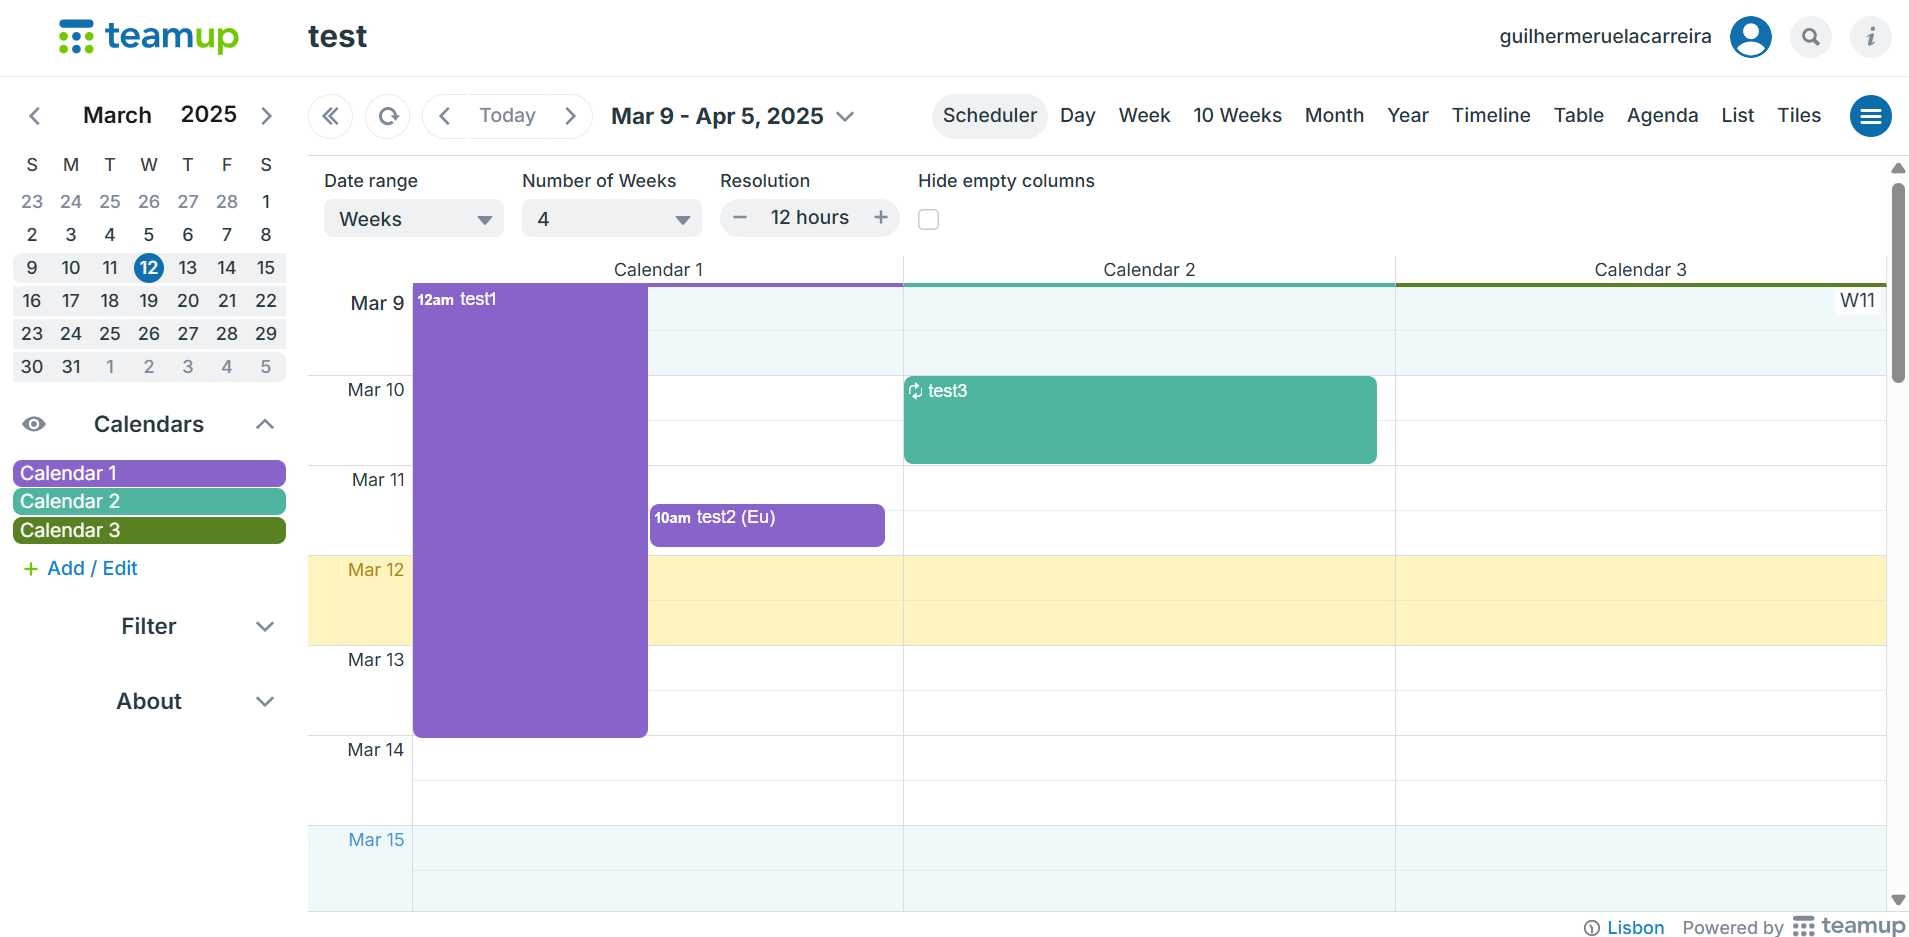 teamup
test
guilhermeruelacarreira
i
March 2025
S M T W T F S
23 24 25 26 27 28 1
2 3 4 5 6 7 8
9 10 11 12 13 14 15
16 17 18 19 20 21 22
23 24 25 26 27 28 29
30 31 1 2 3 4 5
Calendars
Calendar 1
Calendar 2
Calendar 3
+ Add / Edit
Filter
About
Today
Mar 9 - Apr 5, 2025
Scheduler Day Week 10 Weeks Month Year Timeline Table Agenda List Tiles
Date range Number of Weeks Resolution Hide empty columns
Weeks 4 − 12 hours +
Calendar 1 Calendar 2 Calendar 3
Mar 9 12am test1 W11
Mar 10 test3
Mar 11
10am test2 (Eu)
Mar 12
Mar 13
Mar 14
Mar 15
Lisbon Powered by teamup